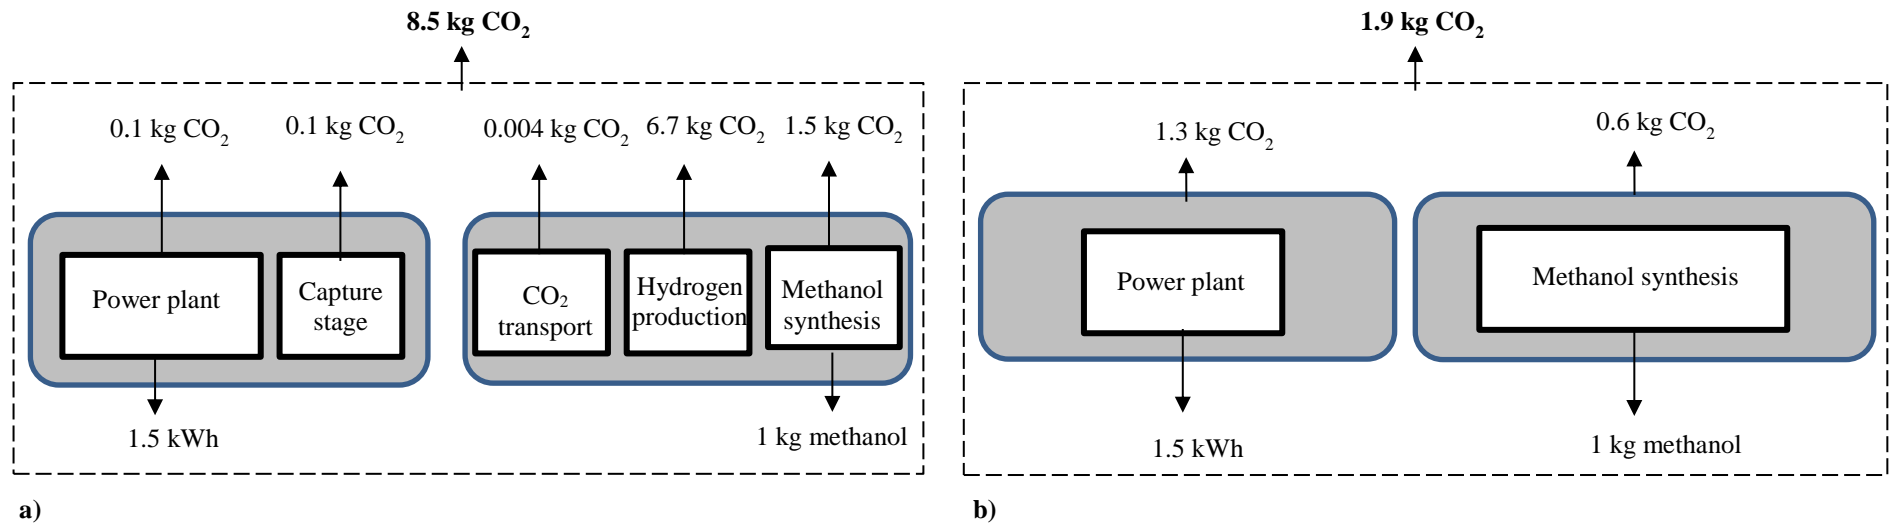 8.5 kg CO₂
0.1 kg CO₂
0.1 kg CO₂
0.004 kg CO₂
6.7 kg CO₂
1.5 kg CO₂
Power plant
Capture
stage
CO₂
transport
Hydrogen
production
Methanol
synthesis
1.5 kWh
1 kg methanol
a)
1.9 kg CO₂
1.3 kg CO₂
0.6 kg CO₂
Power plant
Methanol synthesis
1.5 kWh
1 kg methanol
b)